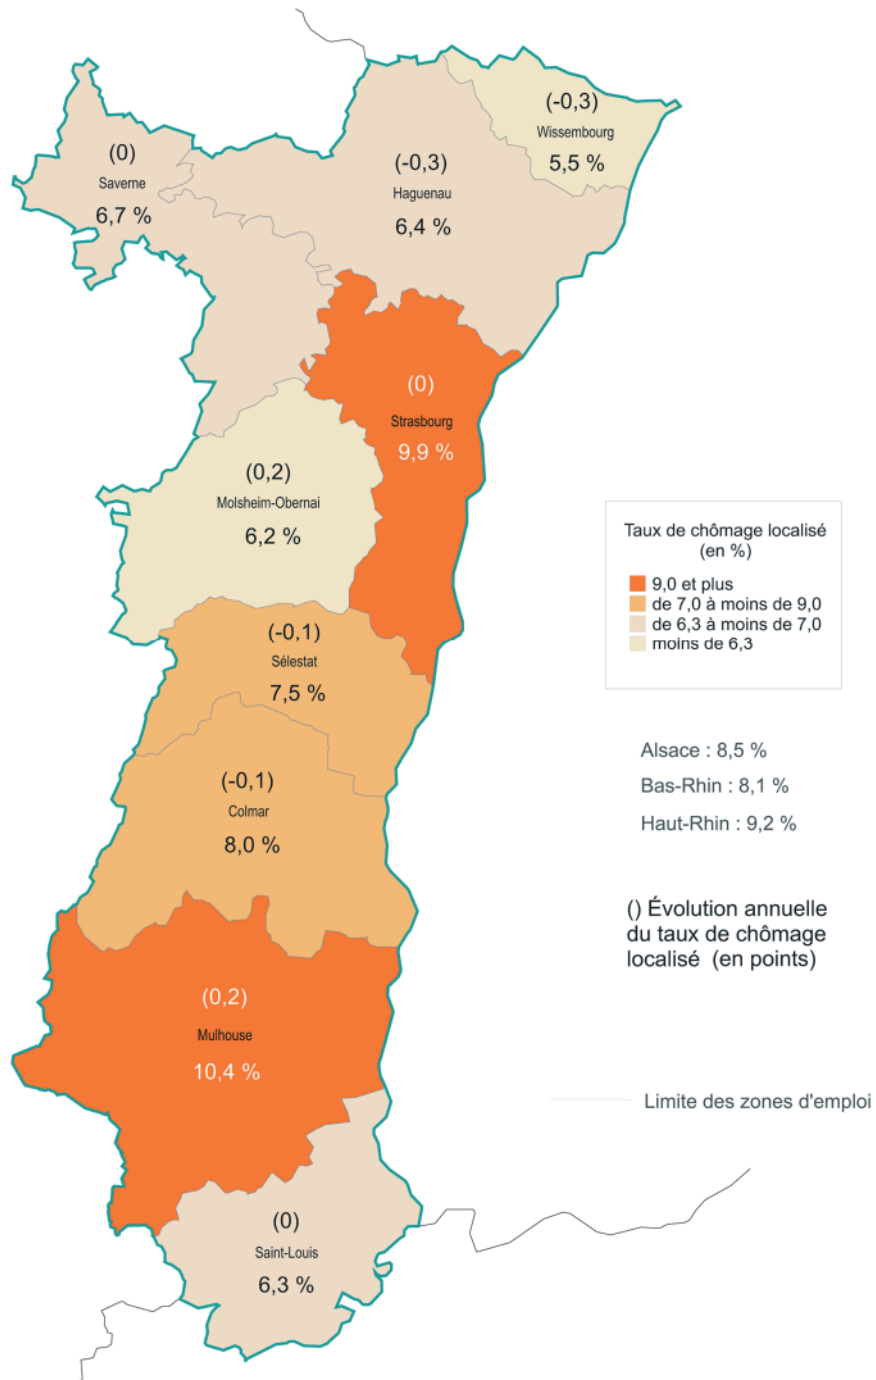 (-0,3)
Wissembourg
5,5 %
(0)
Saverne
6,7 %
(-0,3)
Haguenau
6,4 %
(0)
Strasbourg
9,9 %
(0,2)
Molsheim-Obernai
6,2 %
(-0,1)
Sélestat
7,5 %
(-0,1)
Colmar
8,0 %
(0,2)
Mulhouse
10,4 %
(0)
Saint-Louis
6,3 %
Taux de chômage localisé
(en %)
9,0 et plus
de 7,0 à moins de 9,0
de 6,3 à moins de 7,0
moins de 6,3
Alsace : 8,5 %
Bas-Rhin : 8,1 %
Haut-Rhin : 9,2 %
() Évolution annuelle
du taux de chômage
localisé (en points)
Limite des zones d'emploi